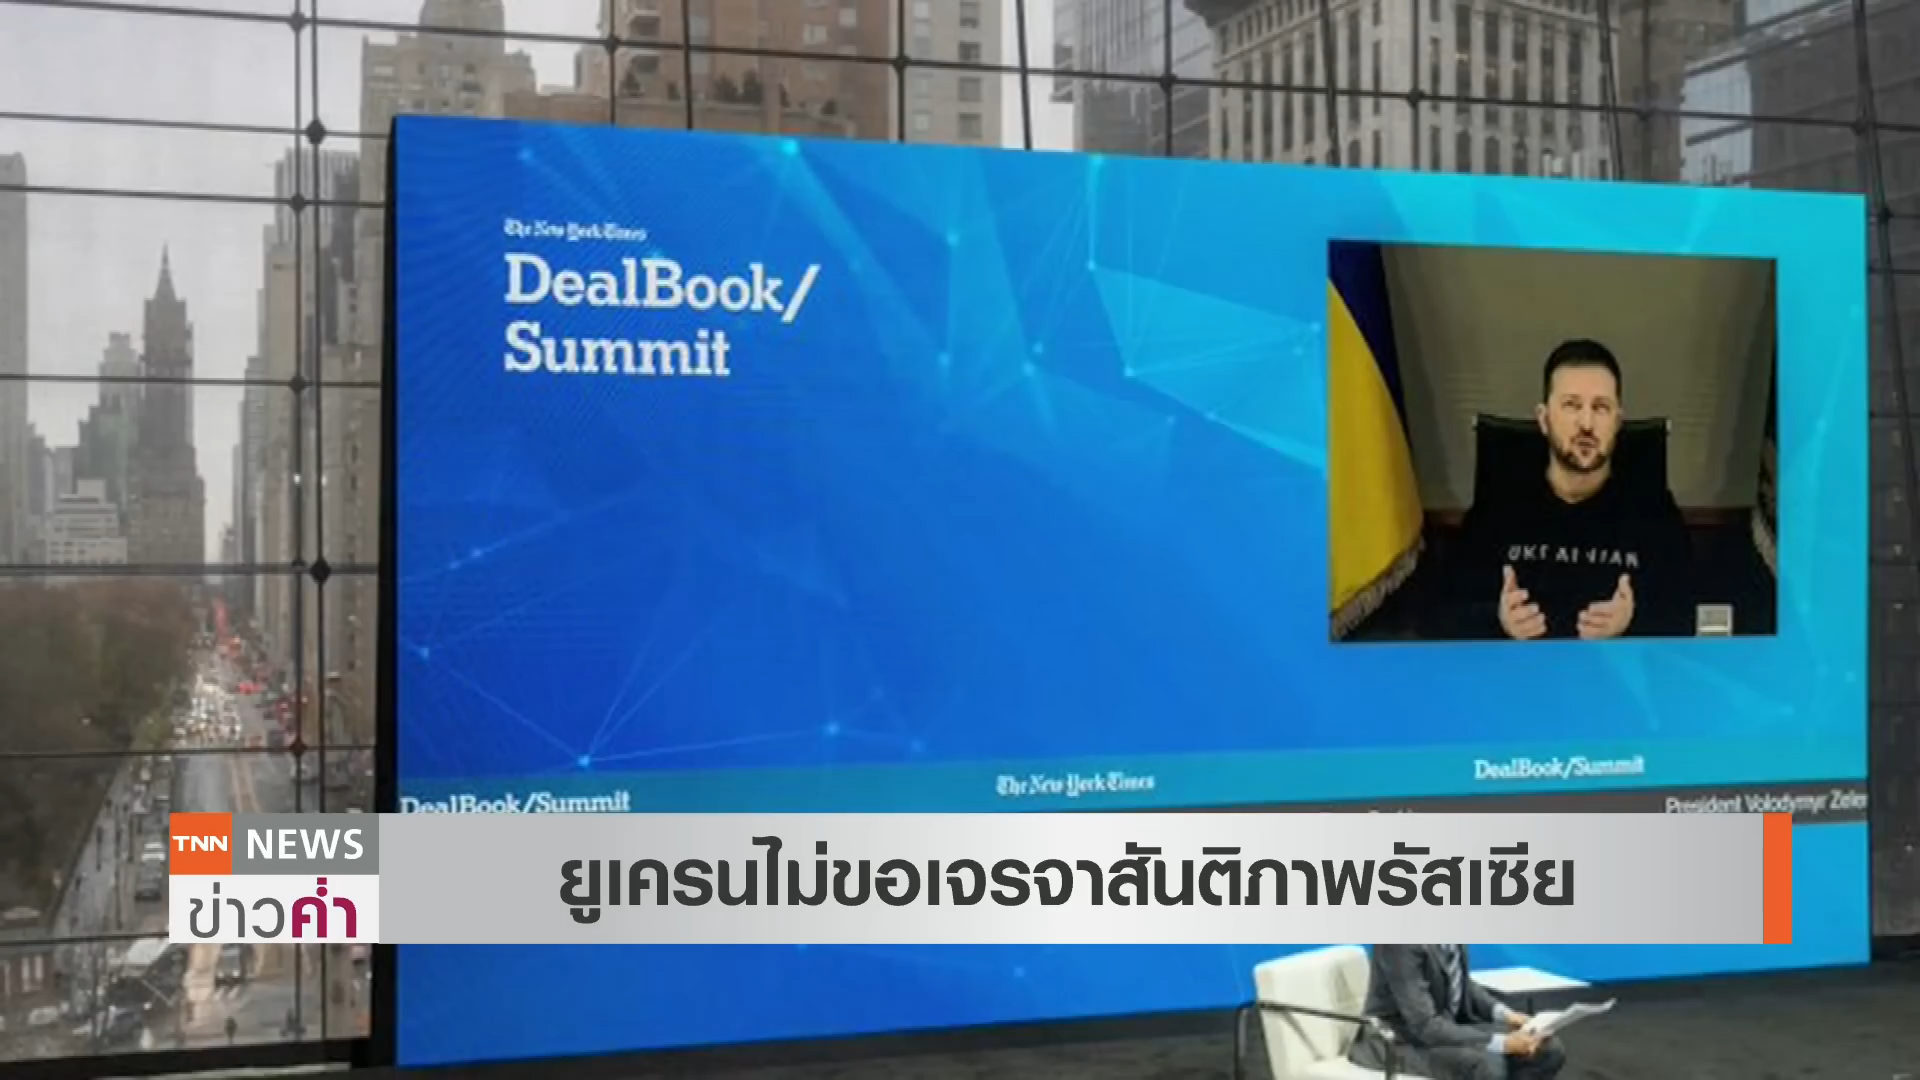 The New York Times
DealBook/
Summit
UKRAINIAN
DealBook/Summit
The New York Times
DealBook/Summit
President Volodymyr Zelen
TNN NEWS
ข่าวค่ำ
ยูเครนไม่ขอเจรจาสันติภาพรัสเซีย